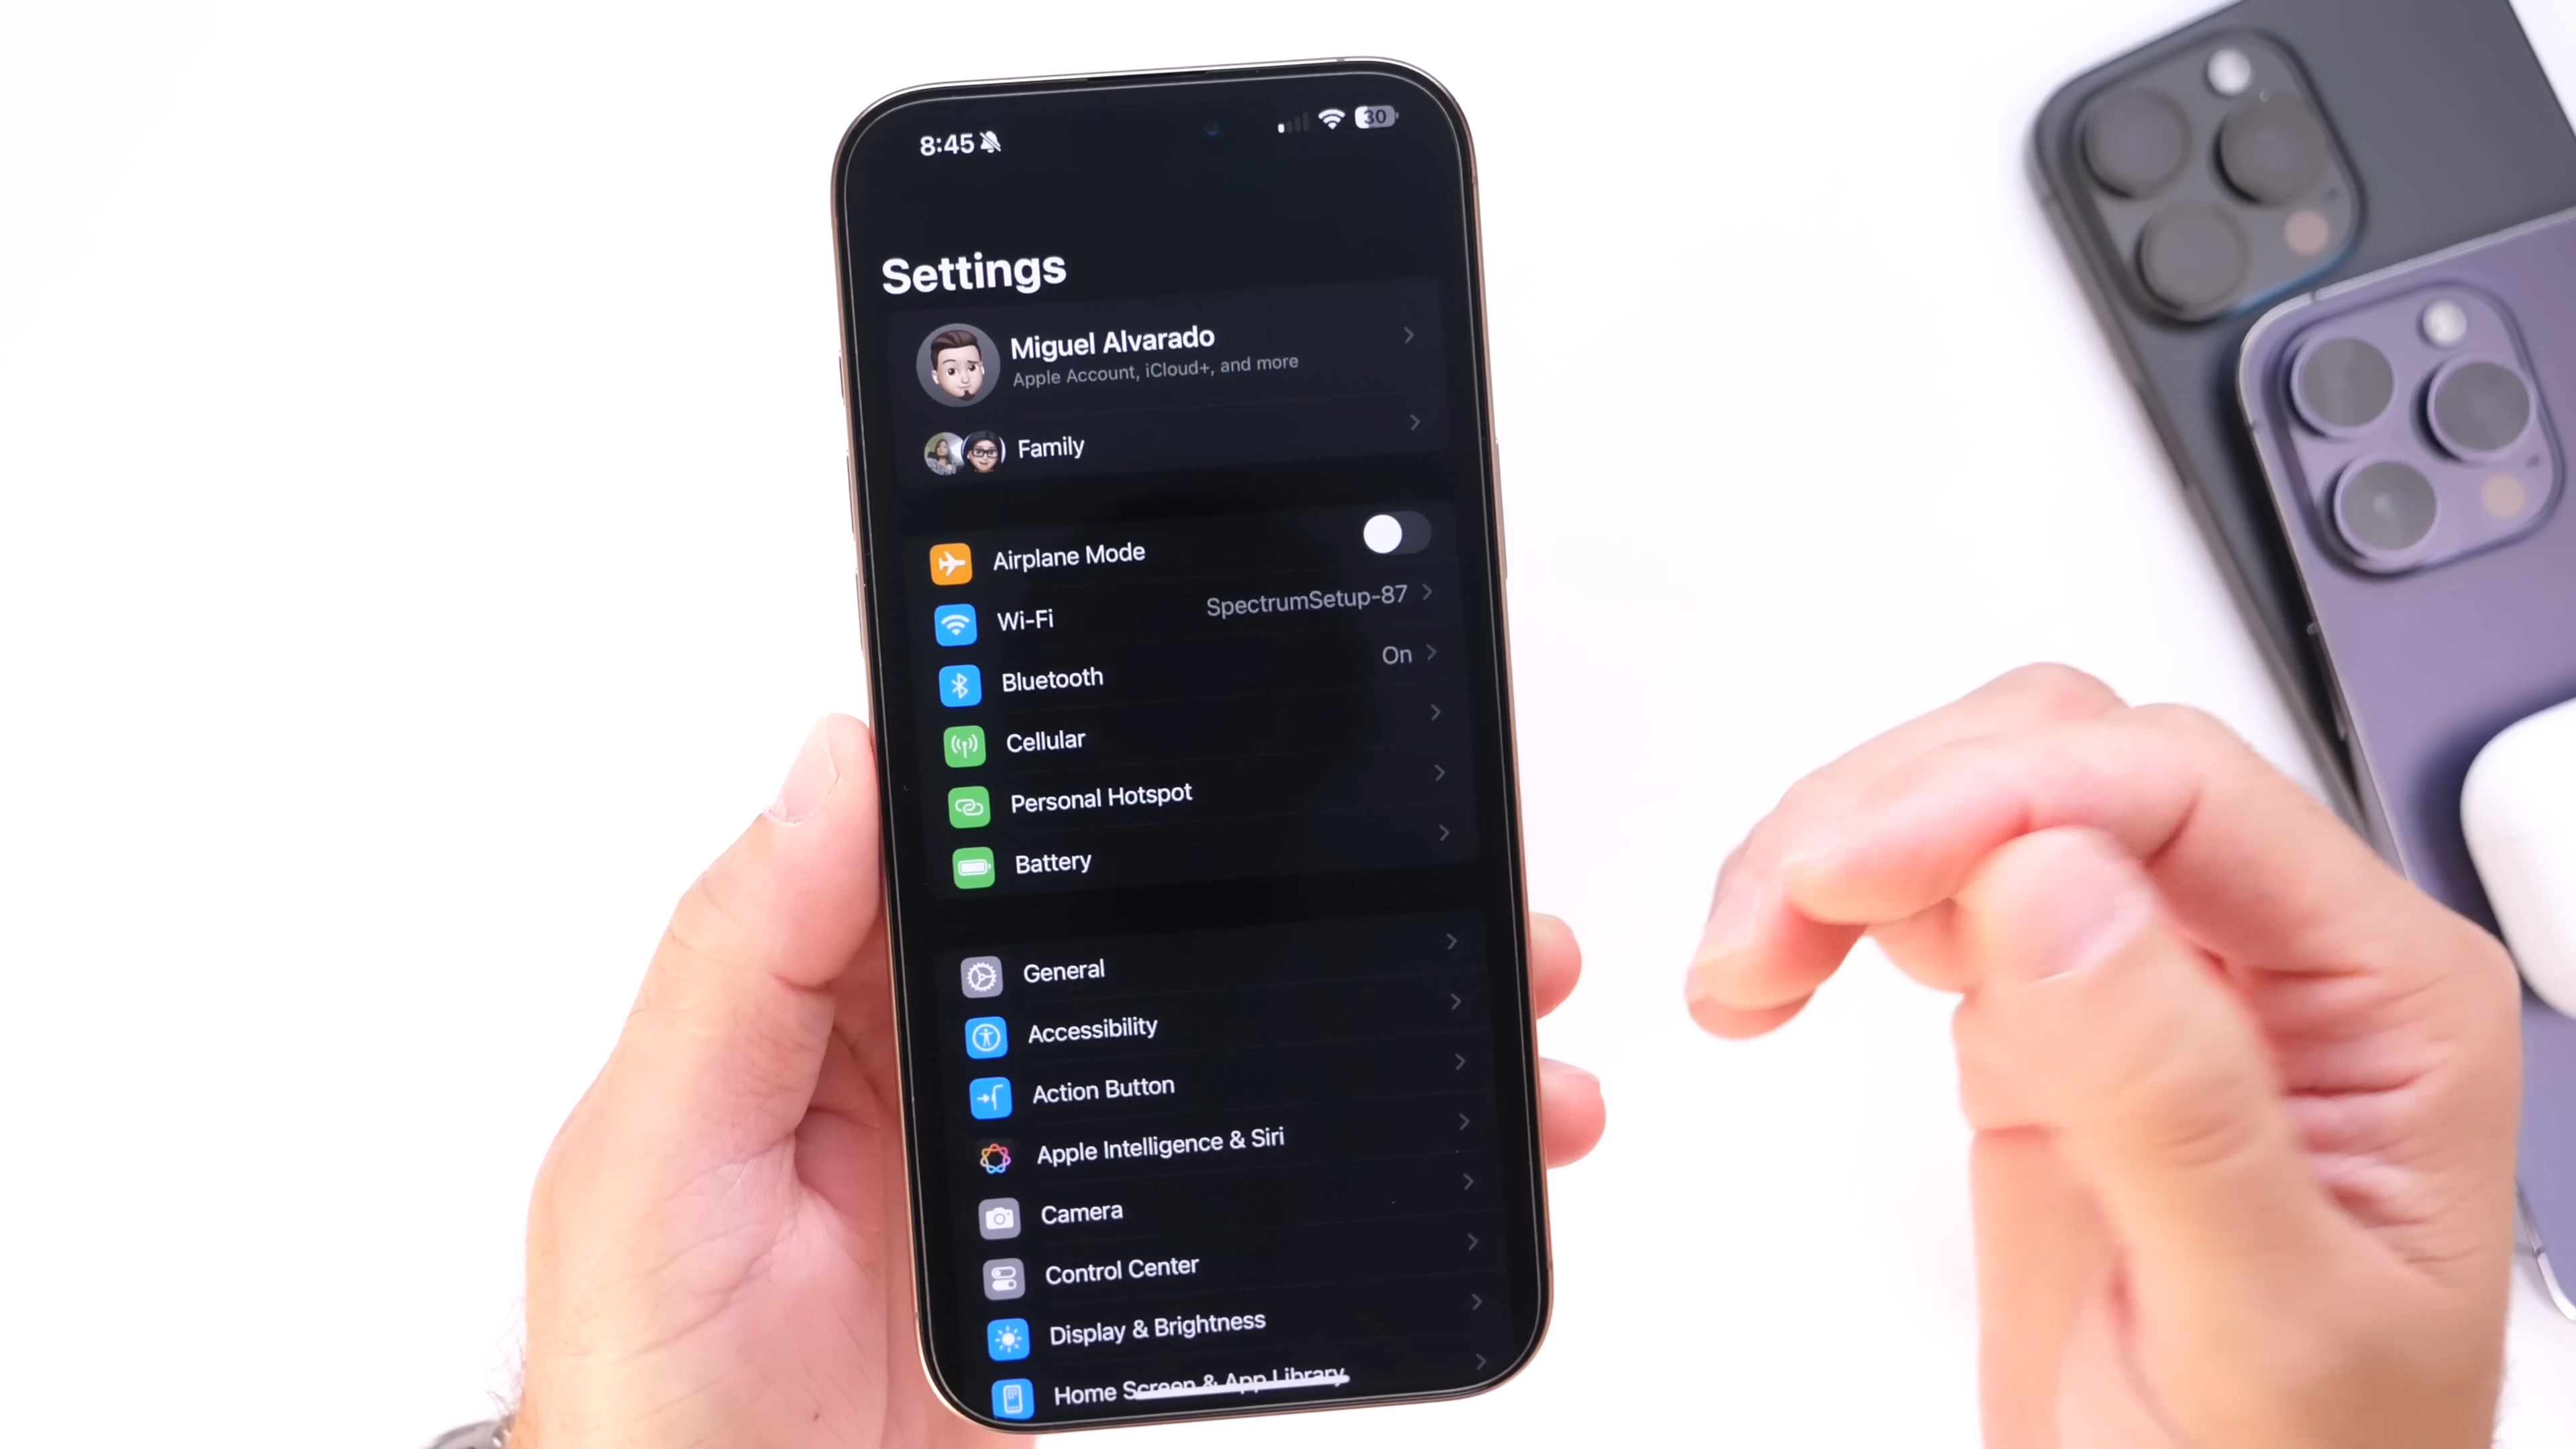 8:45
30
Settings
Miguel Alvarado
Apple Account, iCloud+, and more
Family
Airplane Mode
Wi-Fi SpectrumSetup-87
Bluetooth On
Cellular
Personal Hotspot
Battery
General
Accessibility
Action Button
Apple Intelligence & Siri
Camera
Control Center
Display & Brightness
Home Screen & App Library